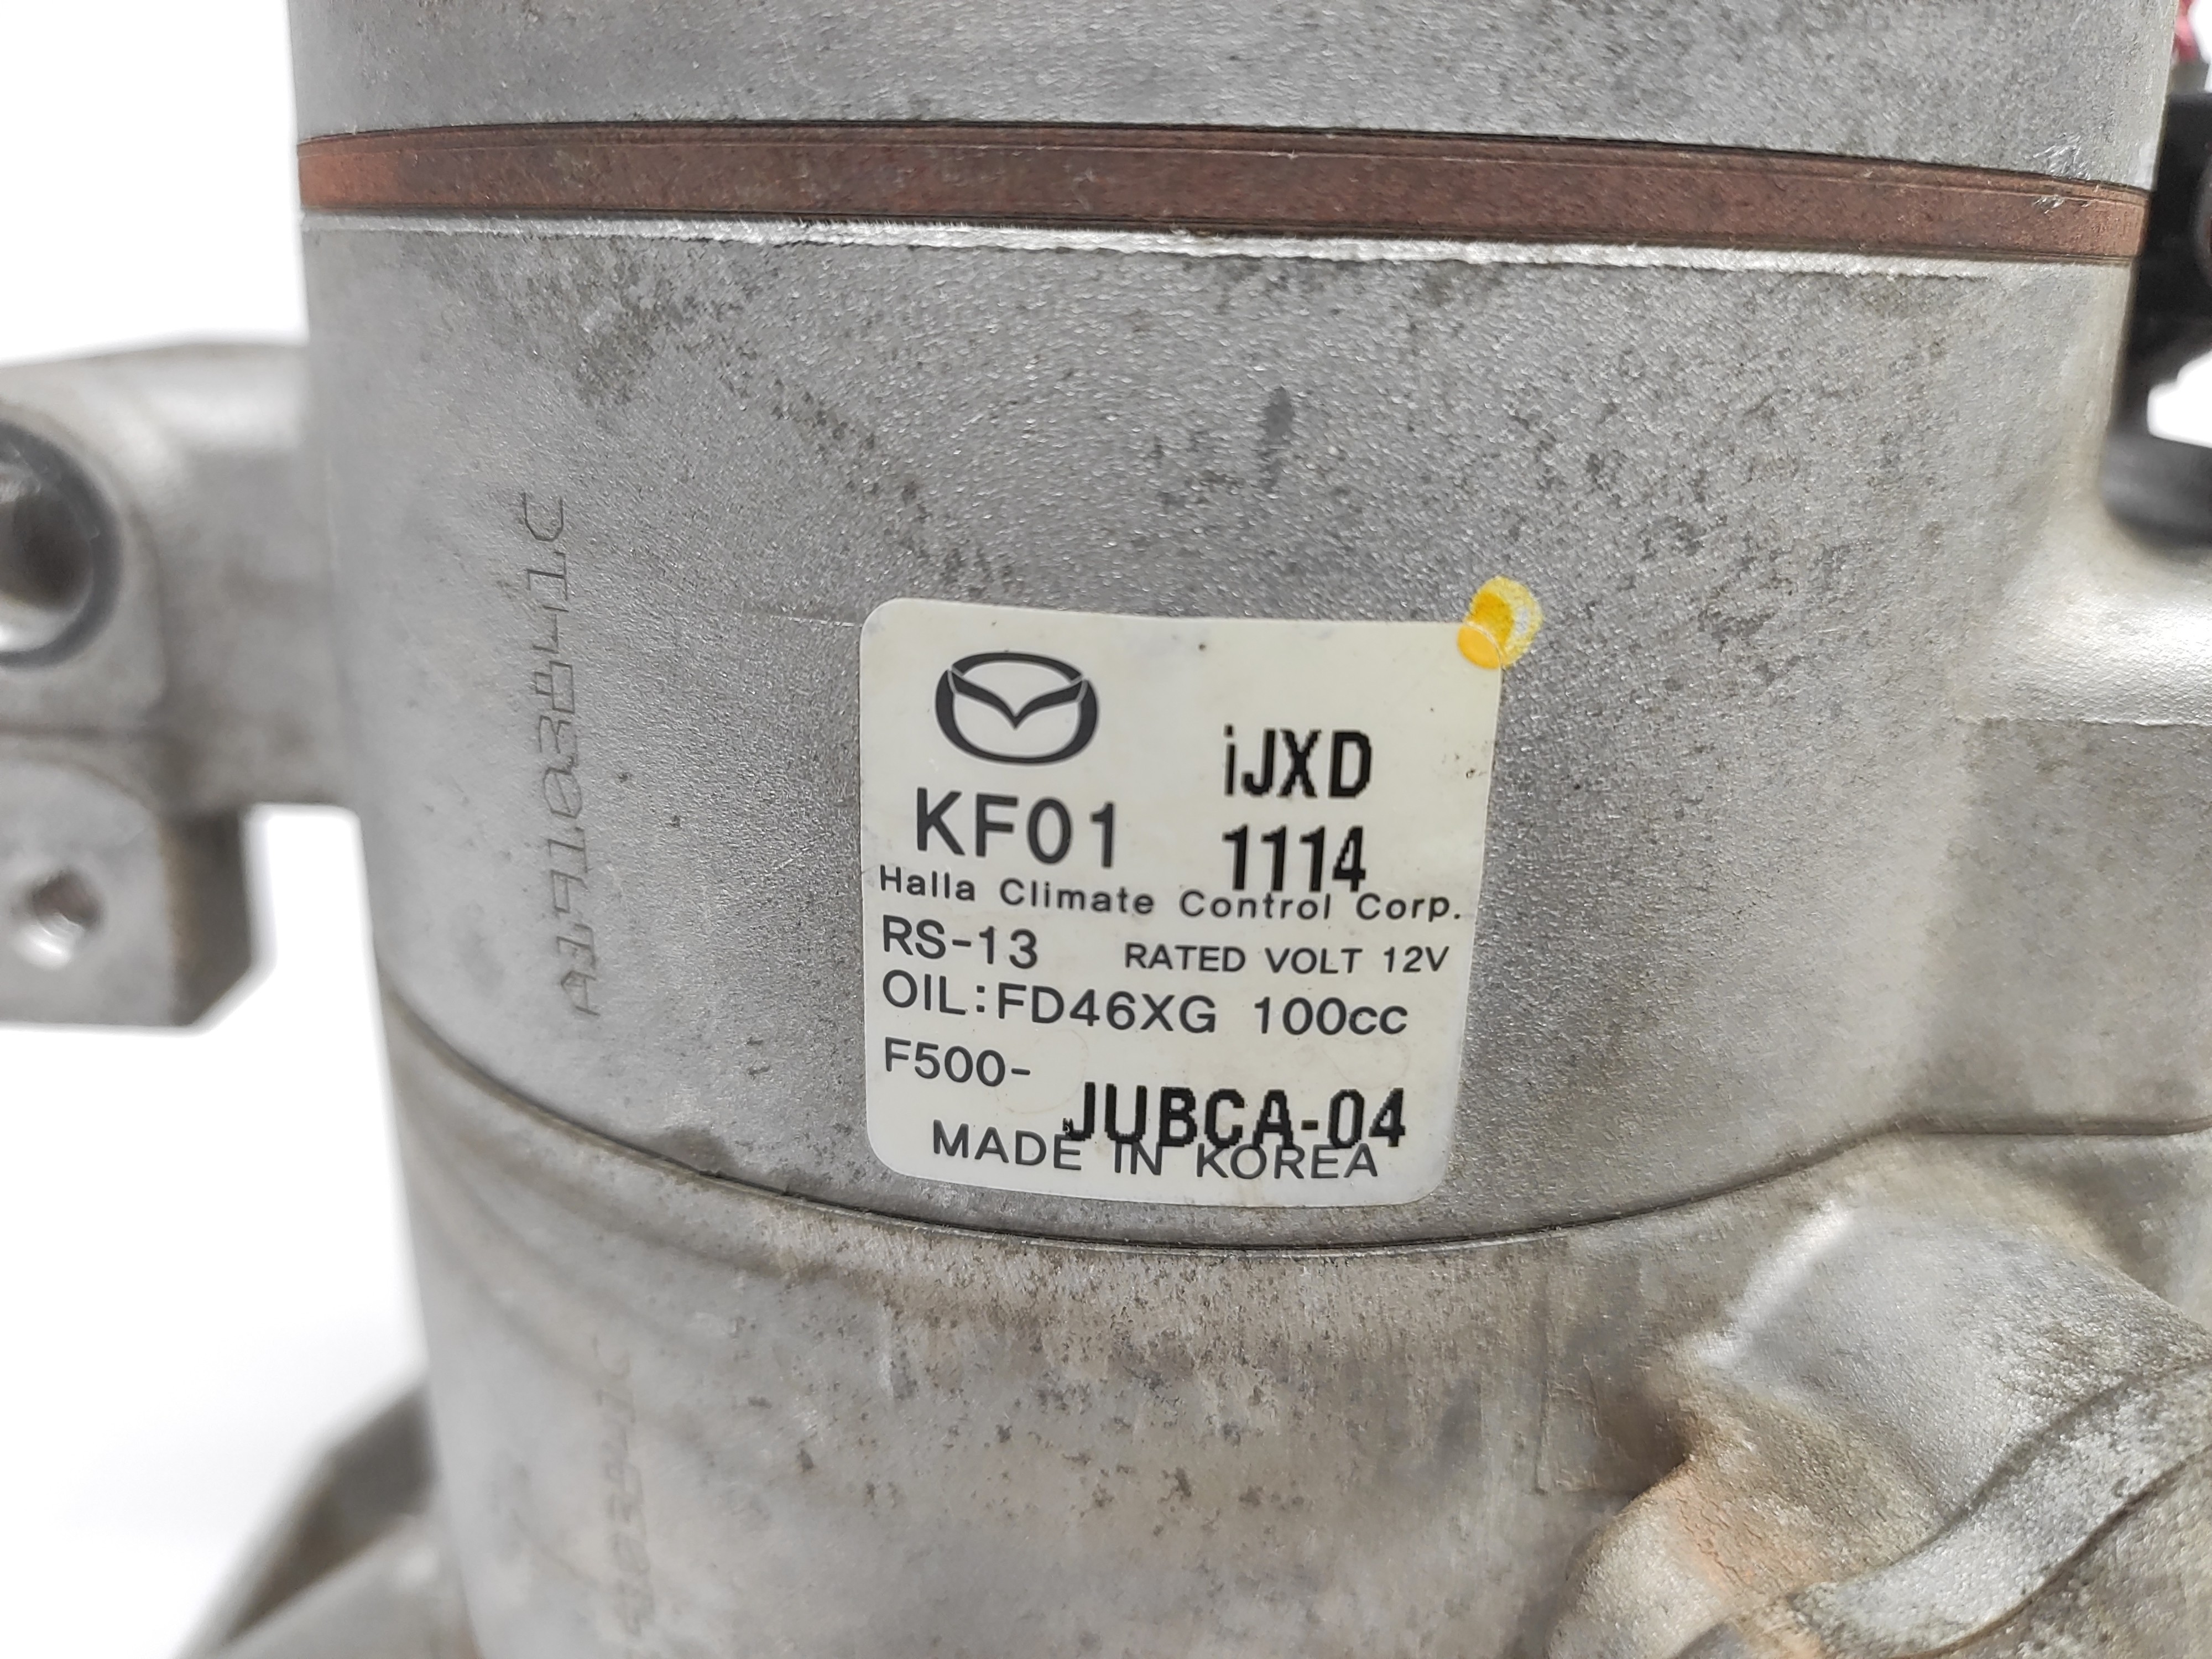 iJXD
KF01 1114
Halla Climate Control Corp.
RS-13 RATED VOLT 12V
OIL:FD46XG 100cc
F500-
JUBCA-04
MADE IN KOREA